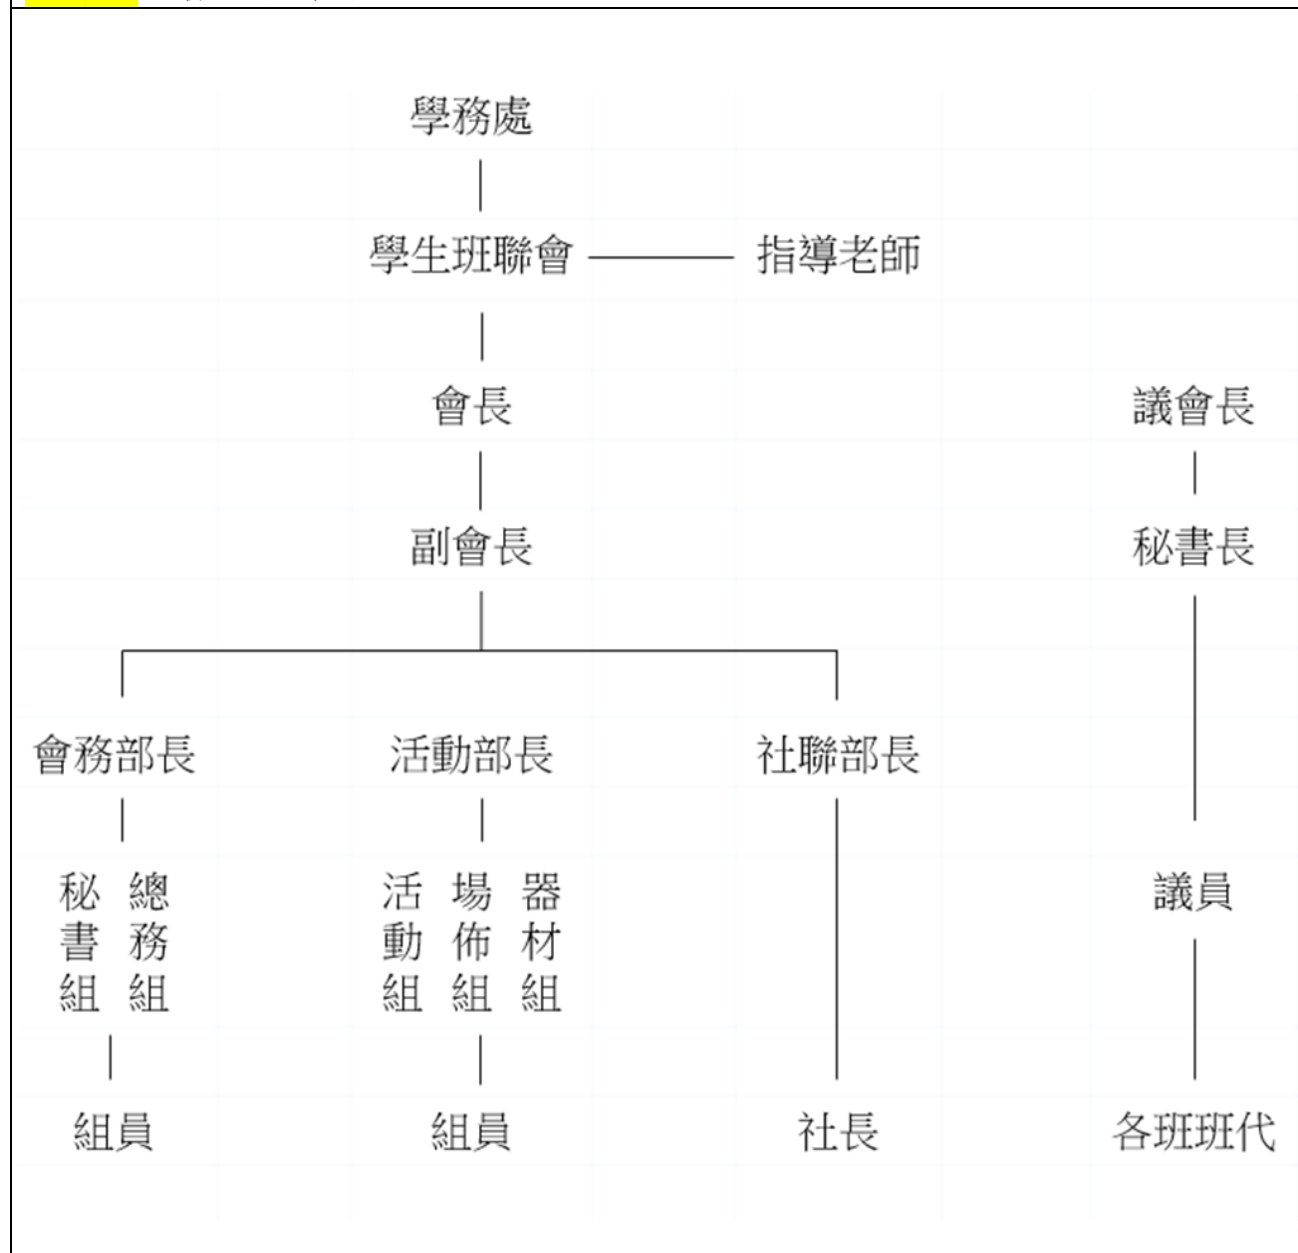 學務處
學生班聯會 指導老師
會長 議會長
副會長 秘書長
會務部長 活動部長 社聯部長
秘書組 總務組 活動組 場佈組 器材組 議員
組員 組員 社長 各班班代